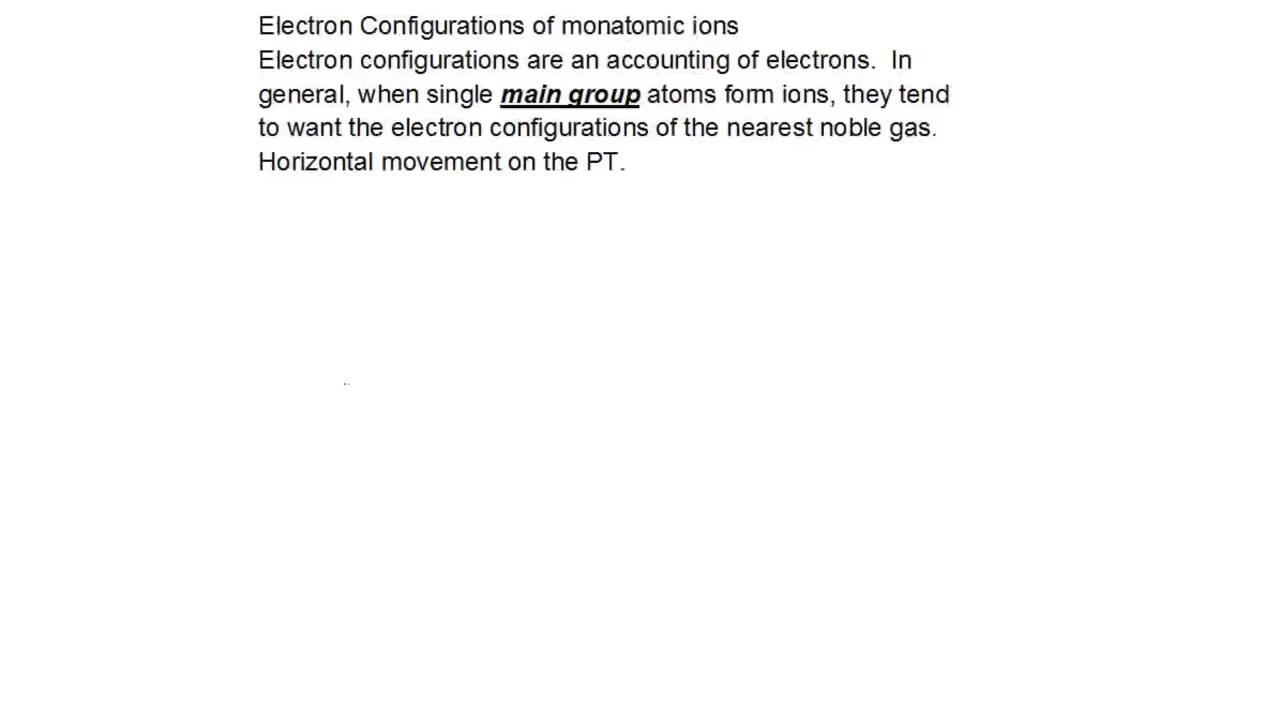 Electron Configurations of monatomic ions
Electron configurations are an accounting of electrons.  In
general, when single main group atoms form ions, they tend
to want the electron configurations of the nearest noble gas.
Horizontal movement on the PT.